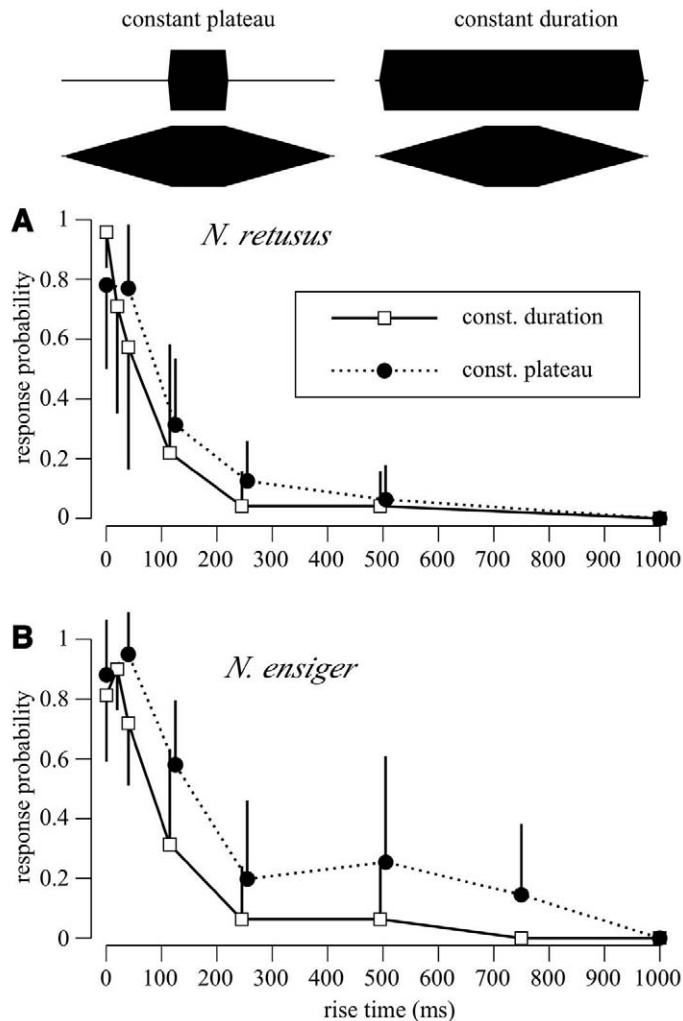 constant plateau constant duration
A N. retusus
1
0.8
0.6
0.4
0.2
0
response probability
const. duration
const. plateau
0 100 200 300 400 500 600 700 800 900 1000
B N. ensiger
1
0.8
0.6
0.4
0.2
0
response probability
0 100 200 300 400 500 600 700 800 900 1000
rise time (ms)